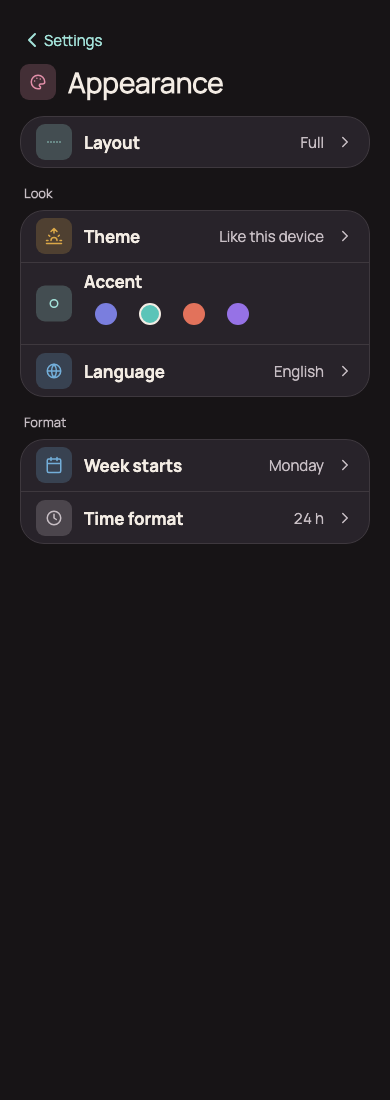 Settings
Appearance
Layout Full
Look
Theme Like this device
Accent
Language English
Format
Week starts Monday
Time format 24 h